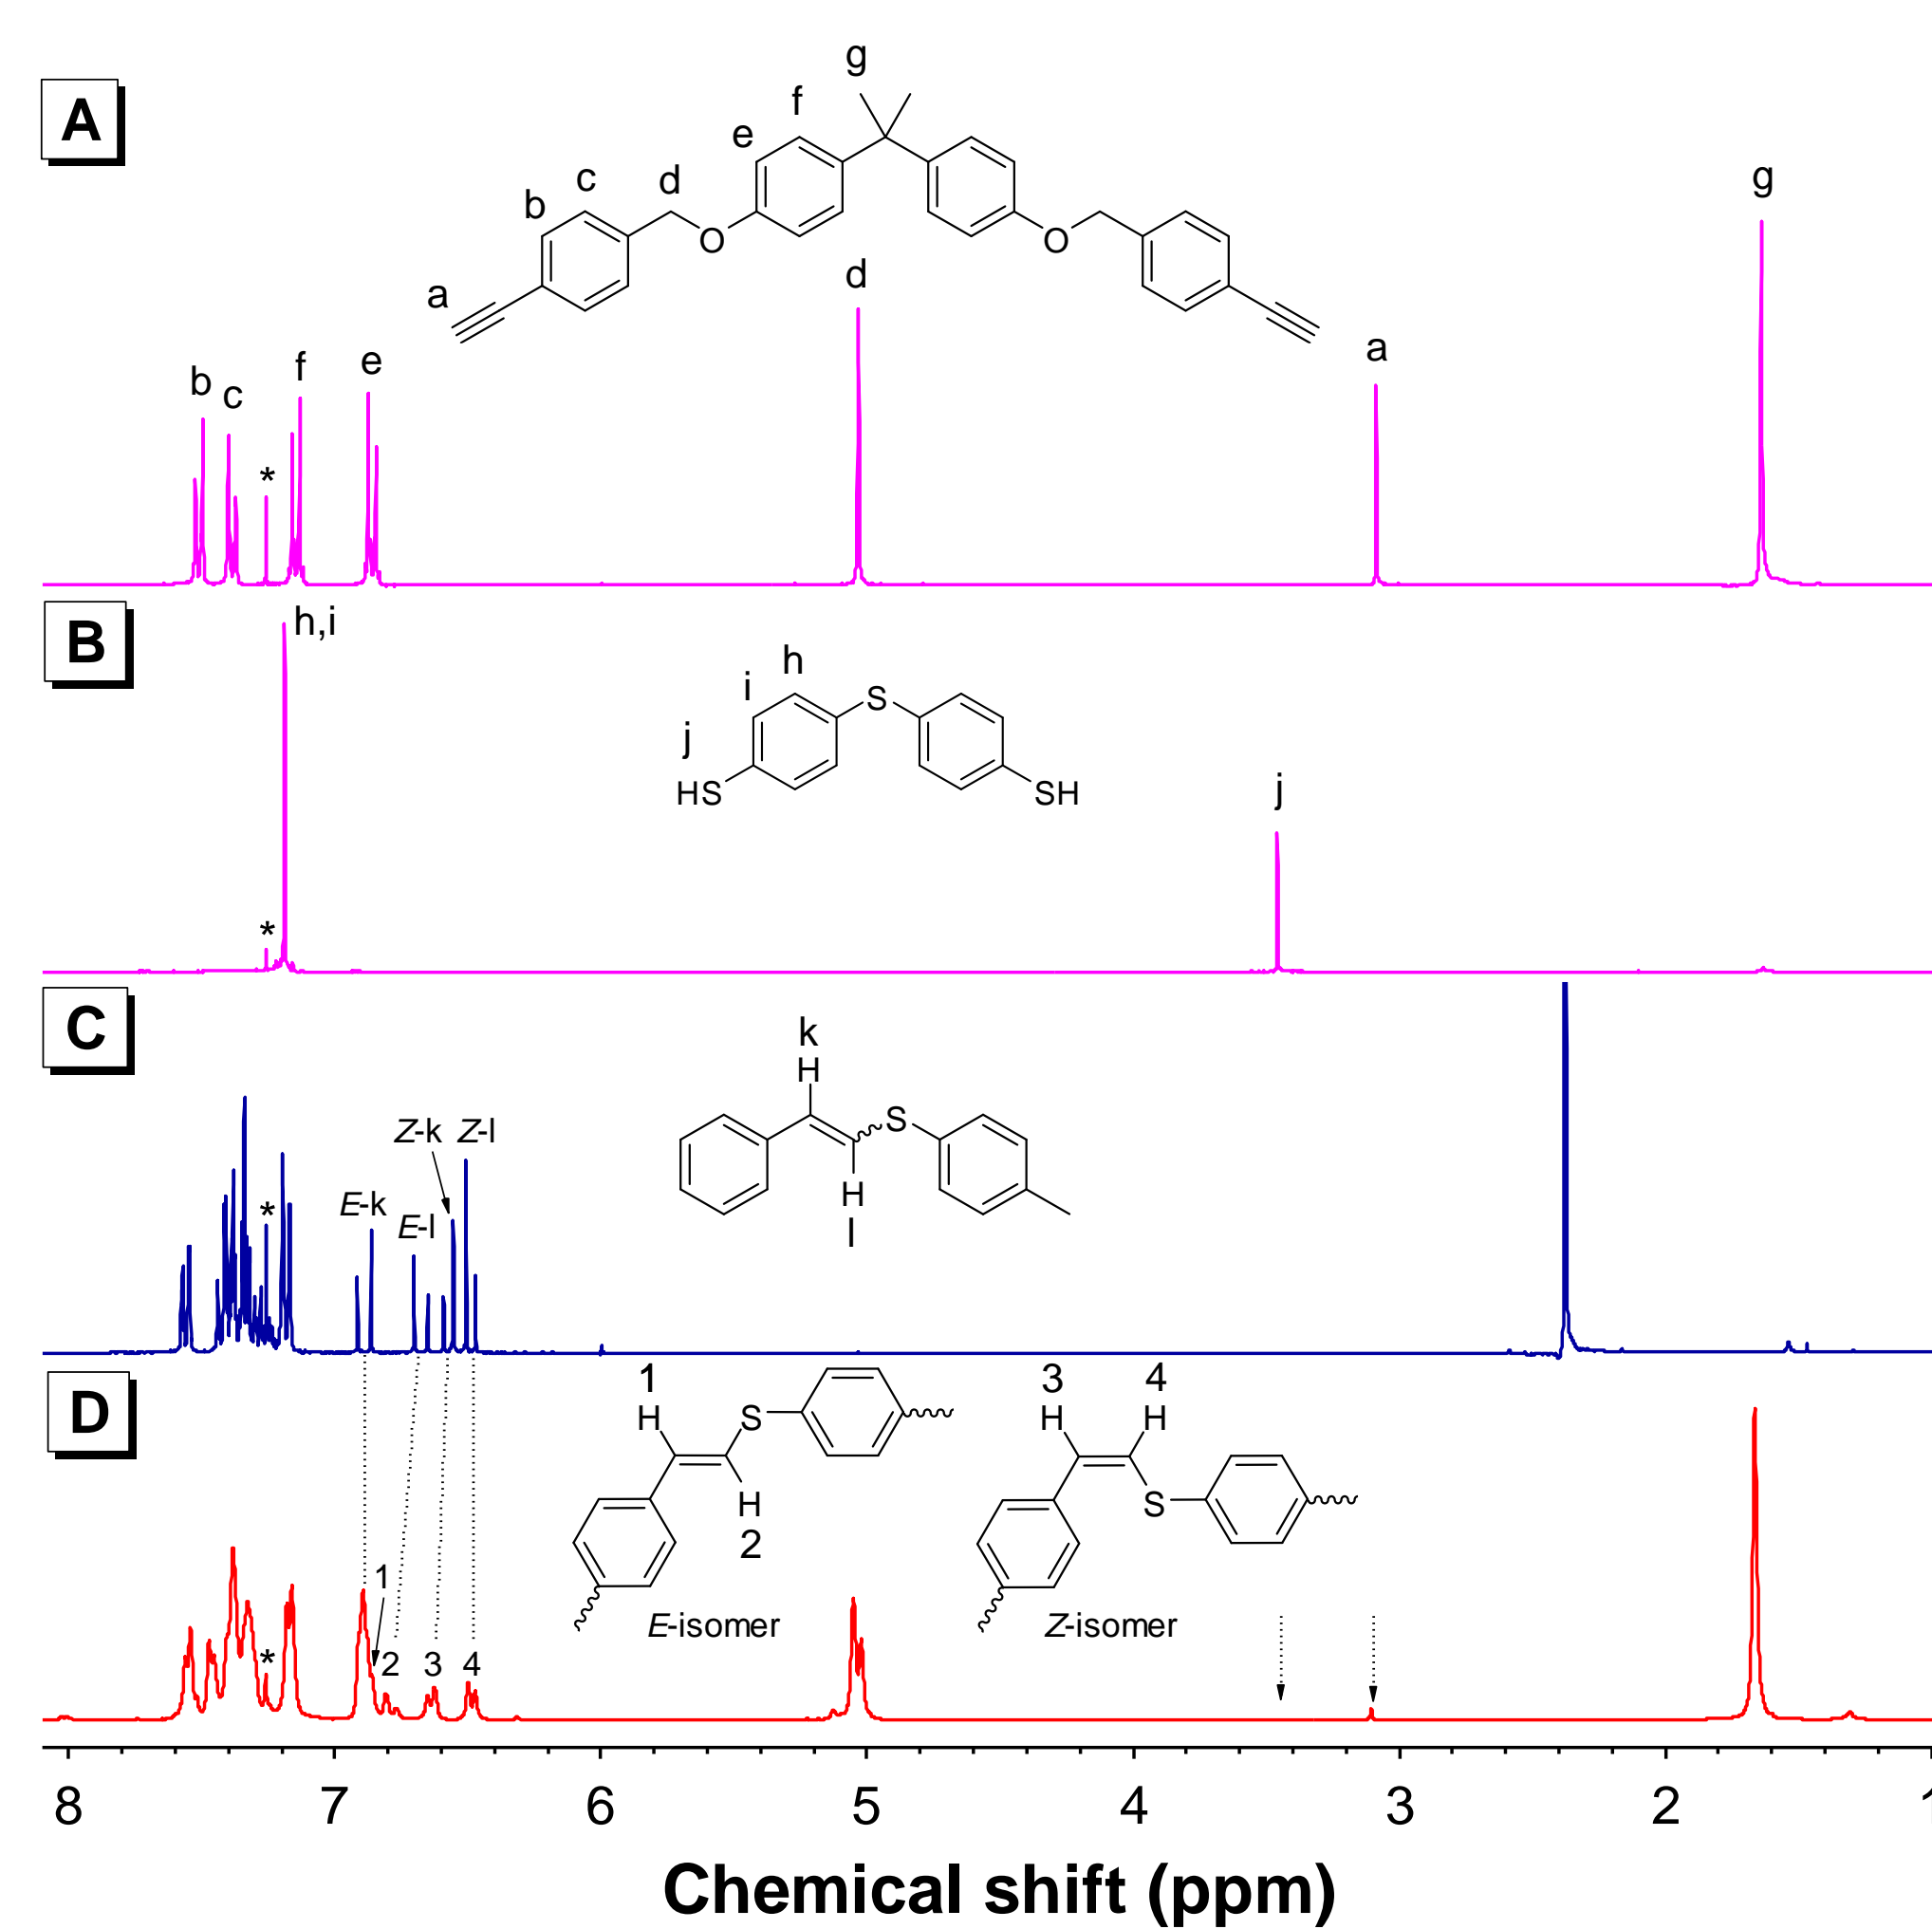 A
g
f
e
c
d
b
O
O
a
g
d
a
b
c
f
e
*
B
h,i
h
i
S
j
HS
SH
j
*
C
k
H
S
H
l
Z-k
Z-l
E-k
E-l
*
D
1
H
S
H
2
E-isomer
3
4
H
H
S
Z-isomer
1
2
3
4
*
8
7
6
5
4
3
2
1
Chemical shift (ppm)